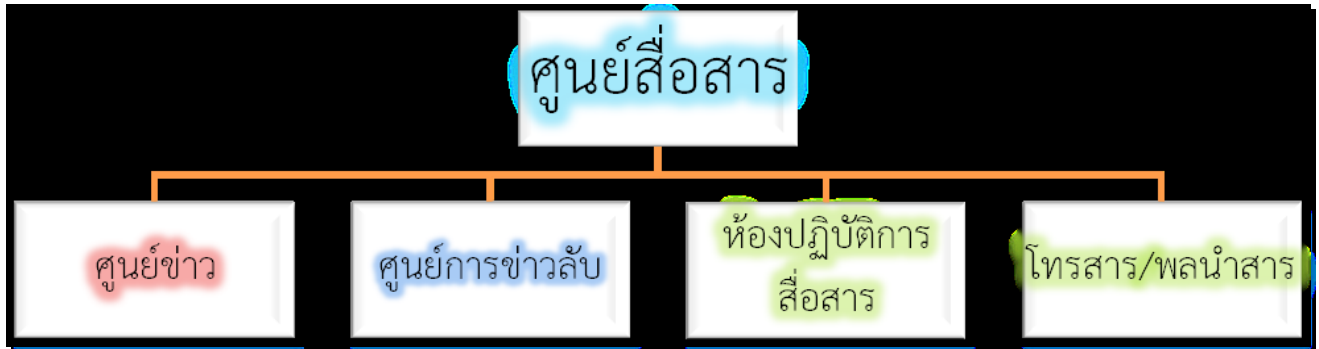 ศูนย์สื่อสาร
ศูนย์ข่าว
ศูนย์การข่าวลับ
ห้องปฏิบัติการ
สื่อสาร
โทรสาร/พลนำสาร